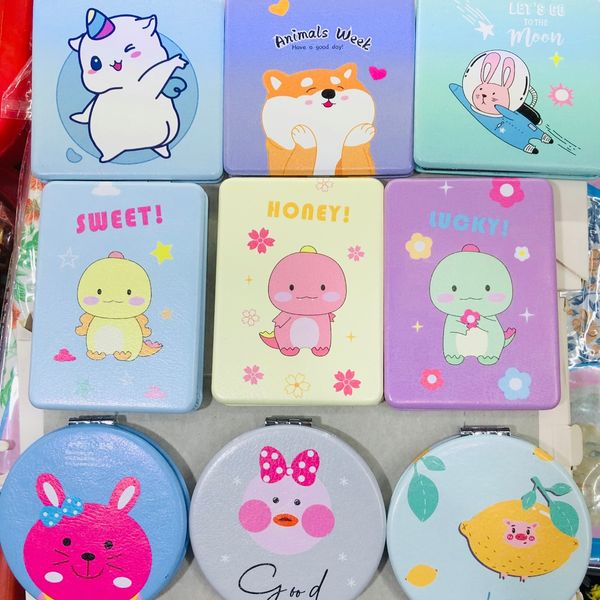 Animals Week
Have a good day!
LET'S GO
TO THE
Moon
SWEET!
HONEY!
LUCKY!
Good